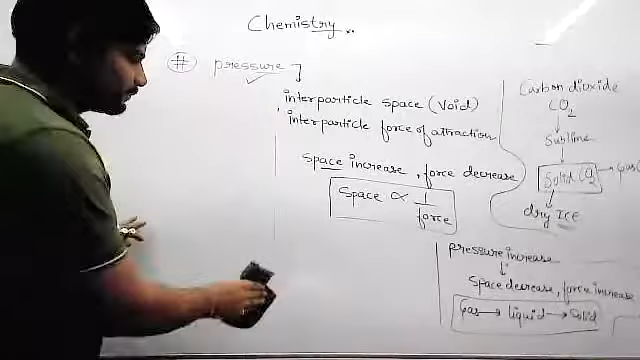 Chemistry..
# pressure
interparticle space (Void)
interparticle force of attraction
Space increase, force decrease
Space ∝ 1/force
Carbon dioxide
CO2
Sublime
Solid CO2 → Gas
dry ICE
pressure increase
Space decrease, force increase
Gas → liquid → Solid